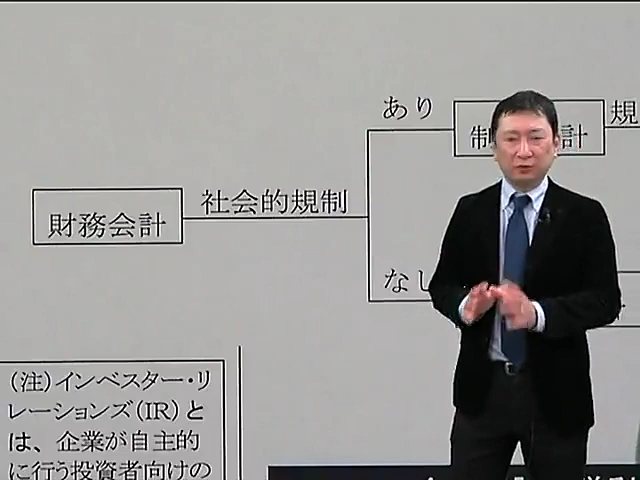 あり
制 計
規
社会的規制
財務会計
なし
(注)インベスター・リ
レーションズ(IR)と
は、企業が自主的
に行う投資者向けの